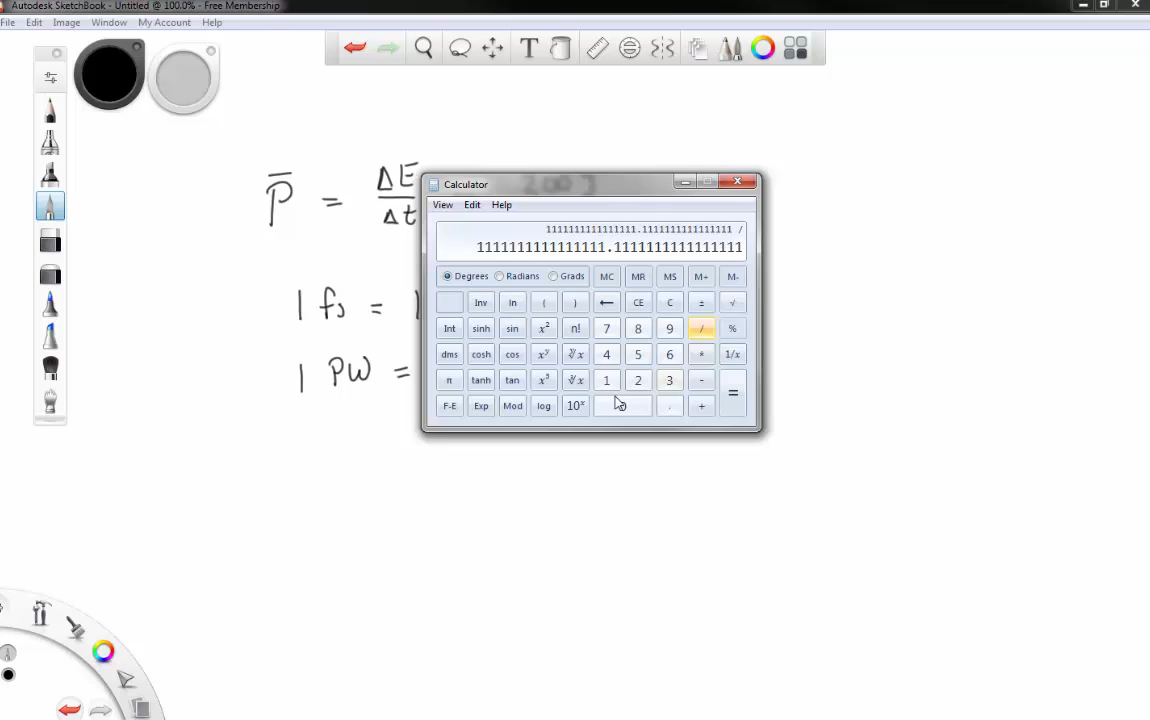 Autodesk SketchBook - Untitled @ 100.0% - Free Membership
File Edit Image Window My Account Help
T
P̄ = ΔE
Δt
200 J
Calculator
View Edit Help
1111111111111111.1111111111111111 /
1111111111111111.1111111111111111
Degrees Radians Grads MC MR MS M+ M-
Inv ln ( ) ← CE C ± √
Int sinh sin x² n! 7 8 9 / %
dms cosh cos xʸ ʸ√x 4 5 6 * 1/x
π tanh tan x³ ³√x 1 2 3 - =
F-E Exp Mod log 10ˣ . +
1 fs = 1
1 PW =